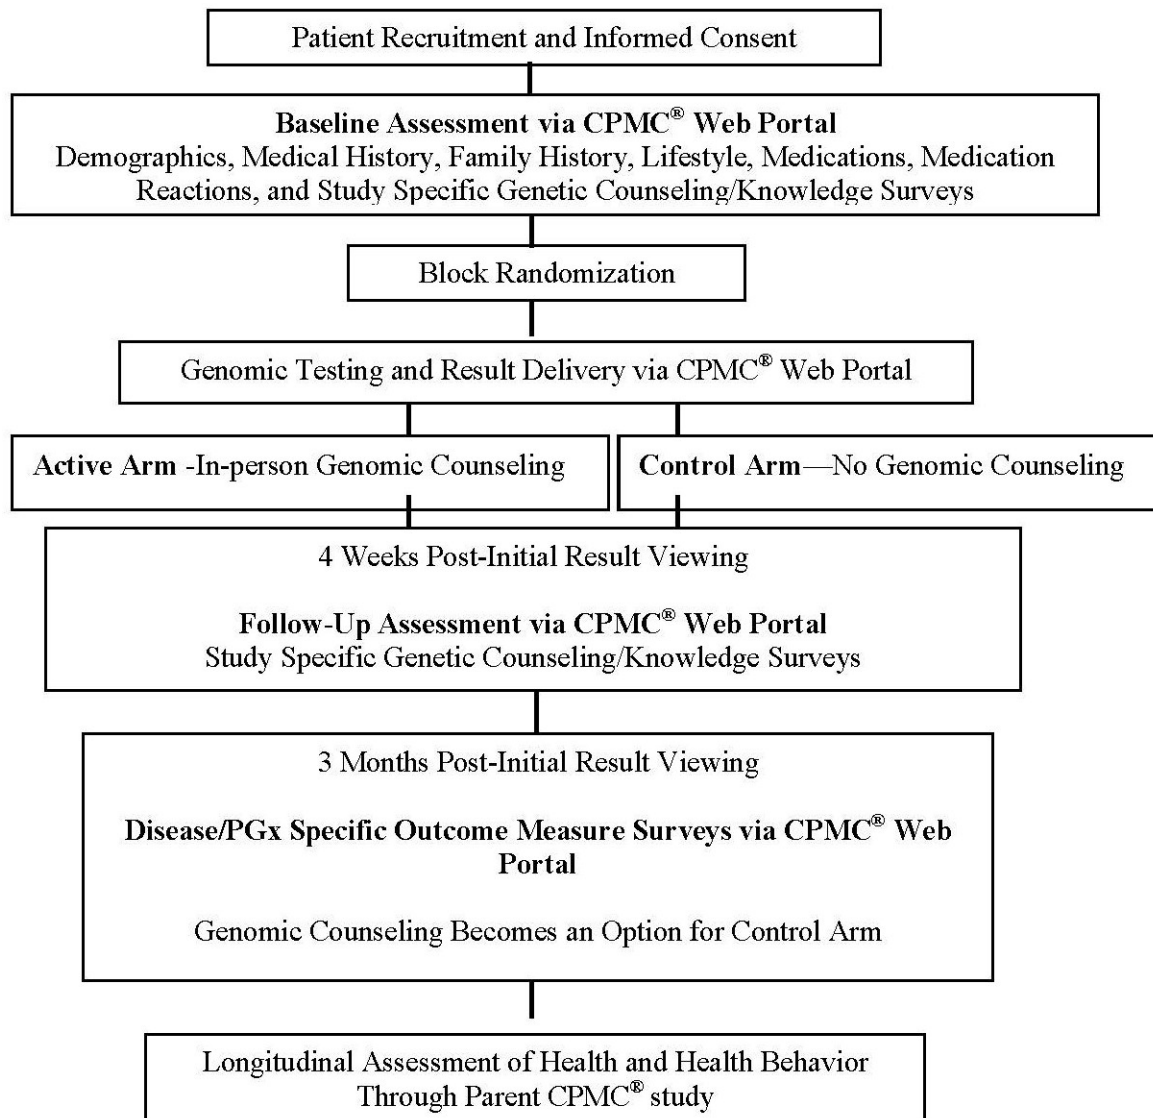 Patient Recruitment and Informed Consent
Baseline Assessment via CPMC® Web Portal
Demographics, Medical History, Family History, Lifestyle, Medications, Medication
Reactions, and Study Specific Genetic Counseling/Knowledge Surveys
Block Randomization
Genomic Testing and Result Delivery via CPMC® Web Portal
Active Arm -In-person Genomic Counseling
Control Arm—No Genomic Counseling
4 Weeks Post-Initial Result Viewing
Follow-Up Assessment via CPMC® Web Portal
Study Specific Genetic Counseling/Knowledge Surveys
3 Months Post-Initial Result Viewing
Disease/PGx Specific Outcome Measure Surveys via CPMC® Web
Portal
Genomic Counseling Becomes an Option for Control Arm
Longitudinal Assessment of Health and Health Behavior
Through Parent CPMC® study